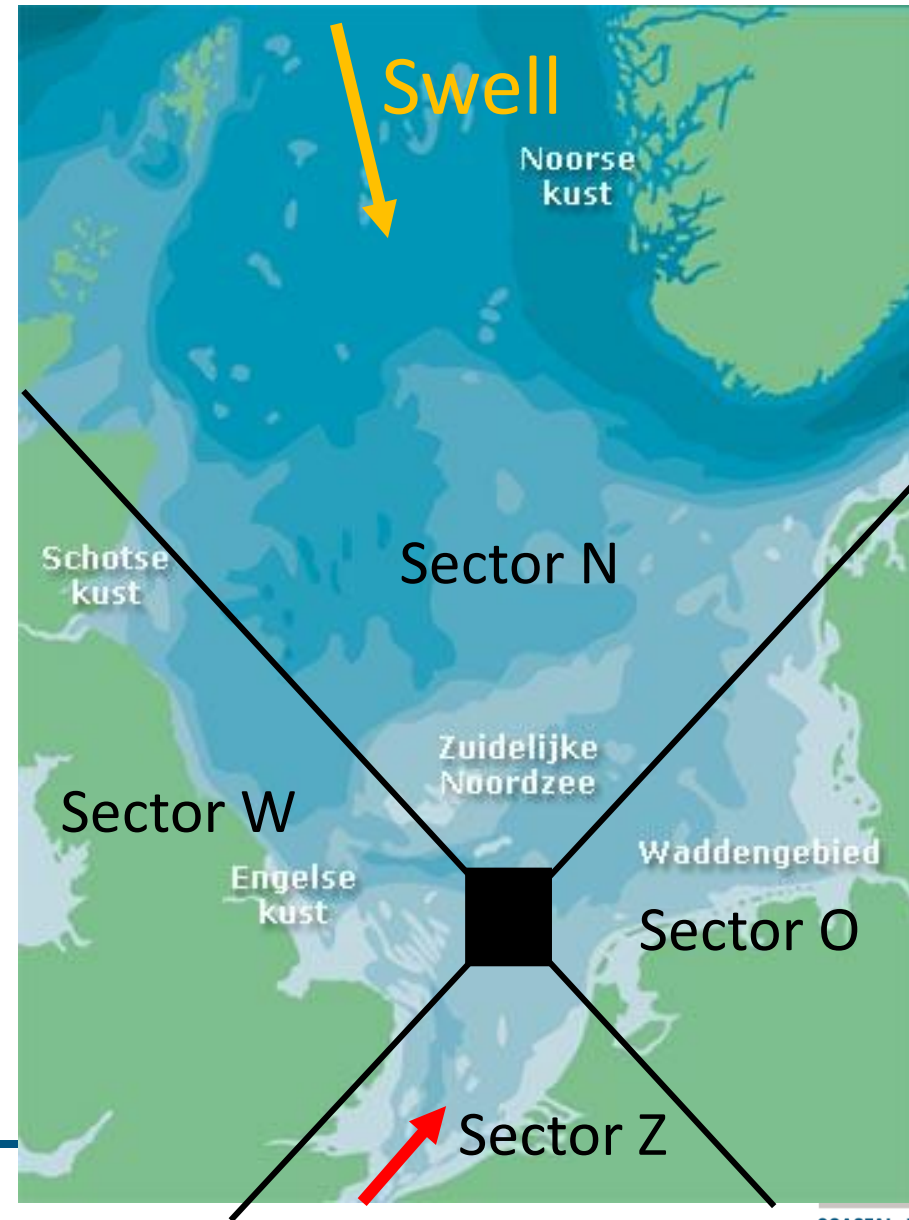 Swell
Noorse
kust
Schotse
kust
Sector N
Zuidelijke
Noordzee
Sector W
Waddengebied
Engelse
kust
Sector O
Sector Z